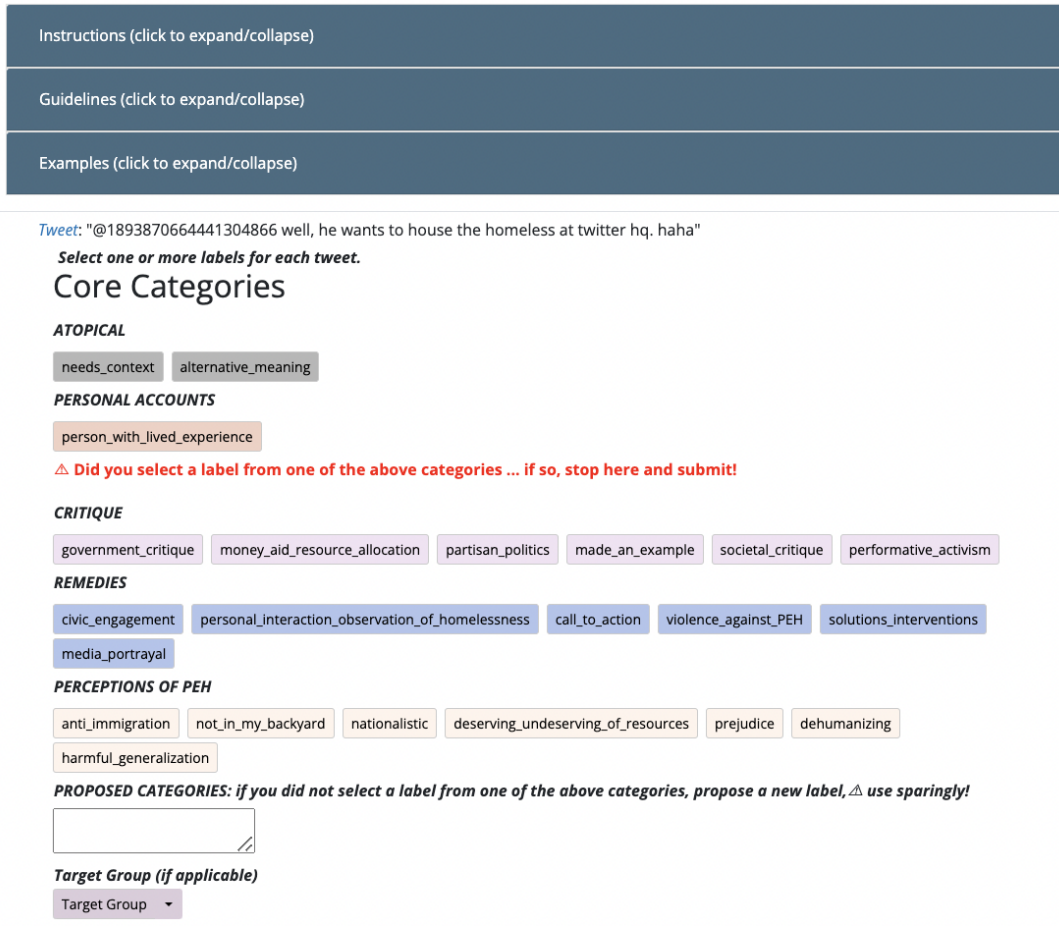 Instructions (click to expand/collapse)
Guidelines (click to expand/collapse)
Examples (click to expand/collapse)
Tweet: "@1893870664441304866 well, he wants to house the homeless at twitter hq. haha"
Select one or more labels for each tweet.
Core Categories
ATOPICAL
needs_context alternative_meaning
PERSONAL ACCOUNTS
person_with_lived_experience
⚠ Did you select a label from one of the above categories ... if so, stop here and submit!
CRITIQUE
government_critique money_aid_resource_allocation partisan_politics made_an_example societal_critique performative_activism
REMEDIES
civic_engagement personal_interaction_observation_of_homelessness call_to_action violence_against_PEH solutions_interventions
media_portrayal
PERCEPTIONS OF PEH
anti_immigration not_in_my_backyard nationalistic deserving_undeserving_of_resources prejudice dehumanizing
harmful_generalization
PROPOSED CATEGORIES: if you did not select a label from one of the above categories, propose a new label,⚠ use sparingly!
Target Group (if applicable)
Target Group